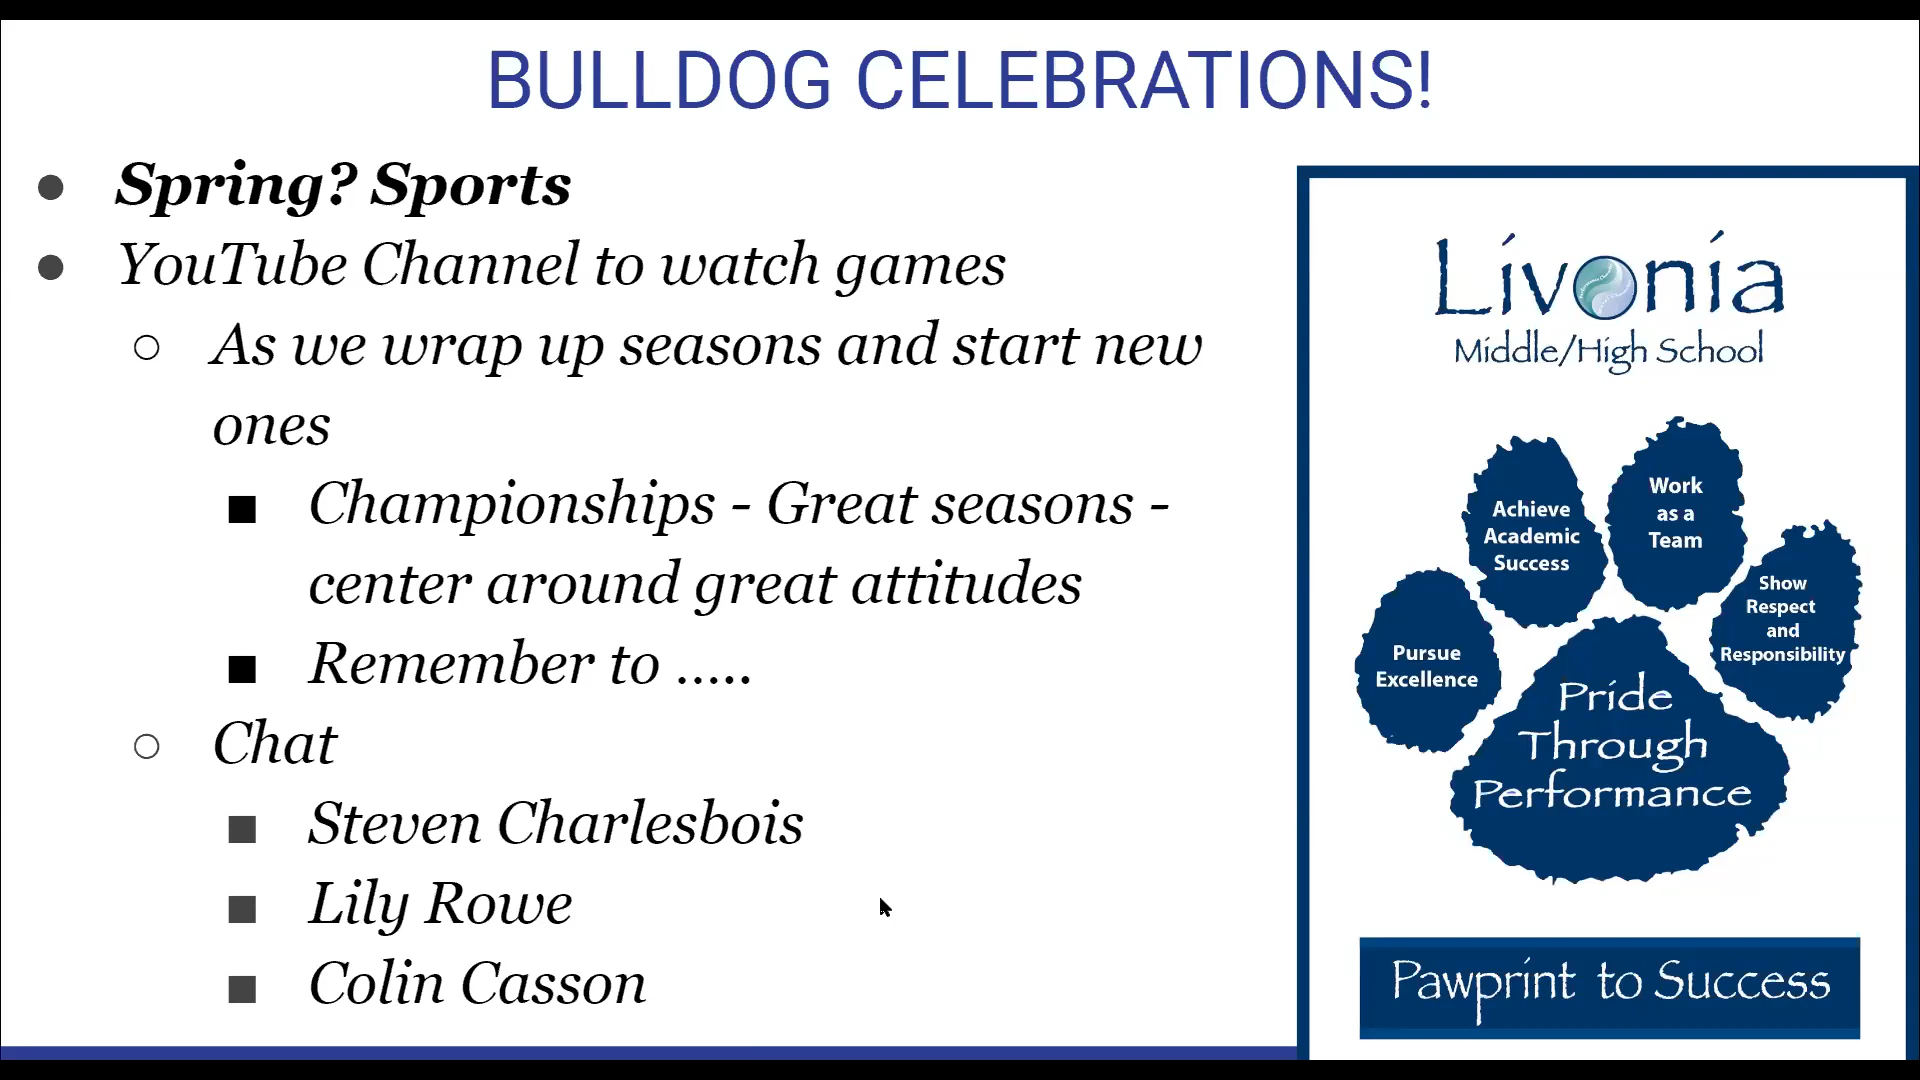 BULLDOG CELEBRATIONS!
Spring? Sports
YouTube Channel to watch games
As we wrap up seasons and start new
ones
Championships - Great seasons -
center around great attitudes
Remember to .....
Chat
Steven Charlesbois
Lily Rowe
Colin Casson
Livonia
Middle/High School
Pursue
Excellence
Achieve
Academic
Success
Work
as a
Team
Show
Respect
and
Responsibility
Pride
Through
Performance
Pawprint to Success